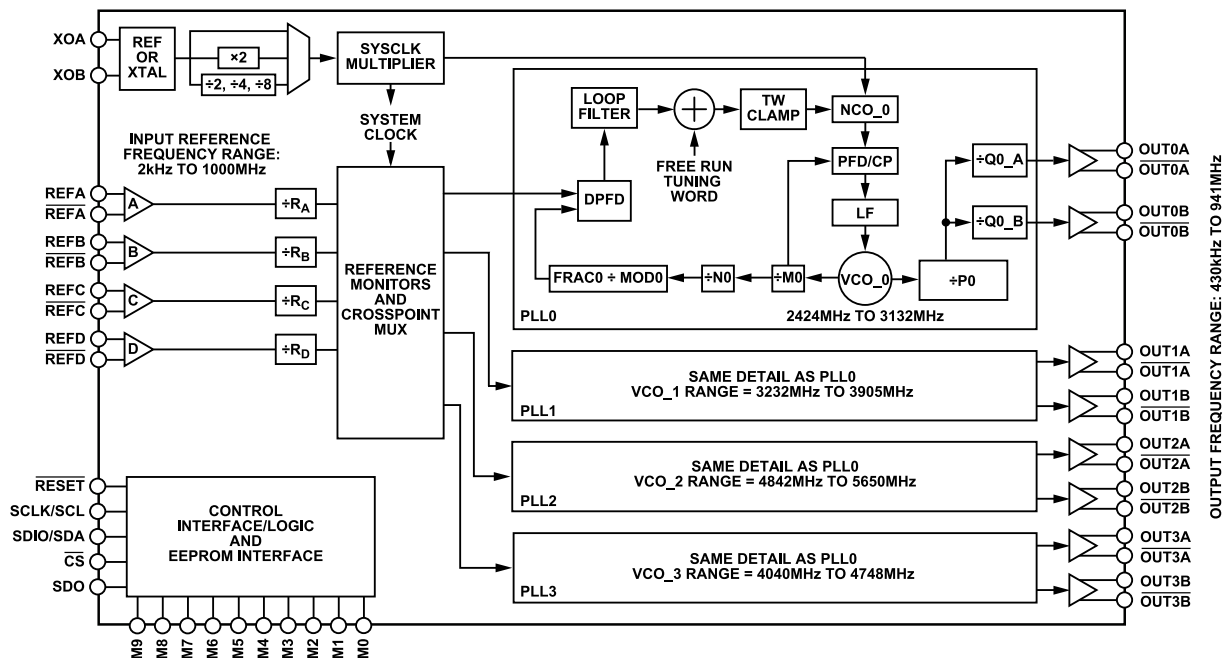 XOA
XOB
REF
OR
XTAL
×2
÷2, ÷4, ÷8
SYSCLK
MULTIPLIER
SYSTEM
CLOCK
INPUT REFERENCE
FREQUENCY RANGE:
2kHz TO 1000MHz
REFA
REFA
A
÷RA
REFB
REFB
B
÷RB
REFC
REFC
C
÷RC
REFD
REFD
D
÷RD
REFERENCE
MONITORS
AND
CROSSPOINT
MUX
LOOP
FILTER
TW
CLAMP
NCO_0
FREE RUN
TUNING
WORD
DPFD
PFD/CP
LF
VCO_0
FRAC0 ÷ MOD0
÷N0
÷M0
÷P0
÷Q0_A
÷Q0_B
2424MHz TO 3132MHz
PLL0
OUT0A
OUT0A
OUT0B
OUT0B
SAME DETAIL AS PLL0
VCO_1 RANGE = 3232MHz TO 3905MHz
PLL1
OUT1A
OUT1A
OUT1B
OUT1B
SAME DETAIL AS PLL0
VCO_2 RANGE = 4842MHz TO 5650MHz
PLL2
OUT2A
OUT2A
OUT2B
OUT2B
SAME DETAIL AS PLL0
VCO_3 RANGE = 4040MHz TO 4748MHz
PLL3
OUT3A
OUT3A
OUT3B
OUT3B
OUTPUT FREQUENCY RANGE: 430kHz TO 941MHz
RESET
SCLK/SCL
SDIO/SDA
CS
SDO
CONTROL
INTERFACE/LOGIC
AND
EEPROM INTERFACE
M9
M8
M7
M6
M5
M4
M3
M2
M1
M0